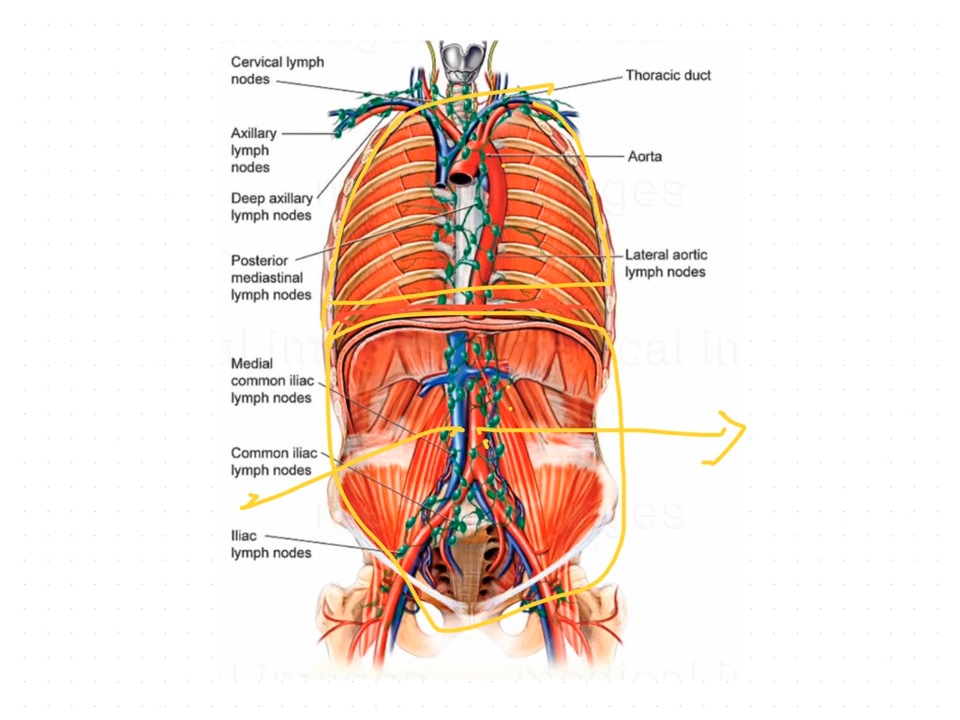 Cervical lymph
nodes
Thoracic duct
Axillary
lymph
nodes
Aorta
Deep axillary
lymph nodes
Posterior
mediastinal
lymph nodes
Lateral aortic
lymph nodes
Medial
common iliac
lymph nodes
Common iliac
lymph nodes
Iliac
lymph nodes